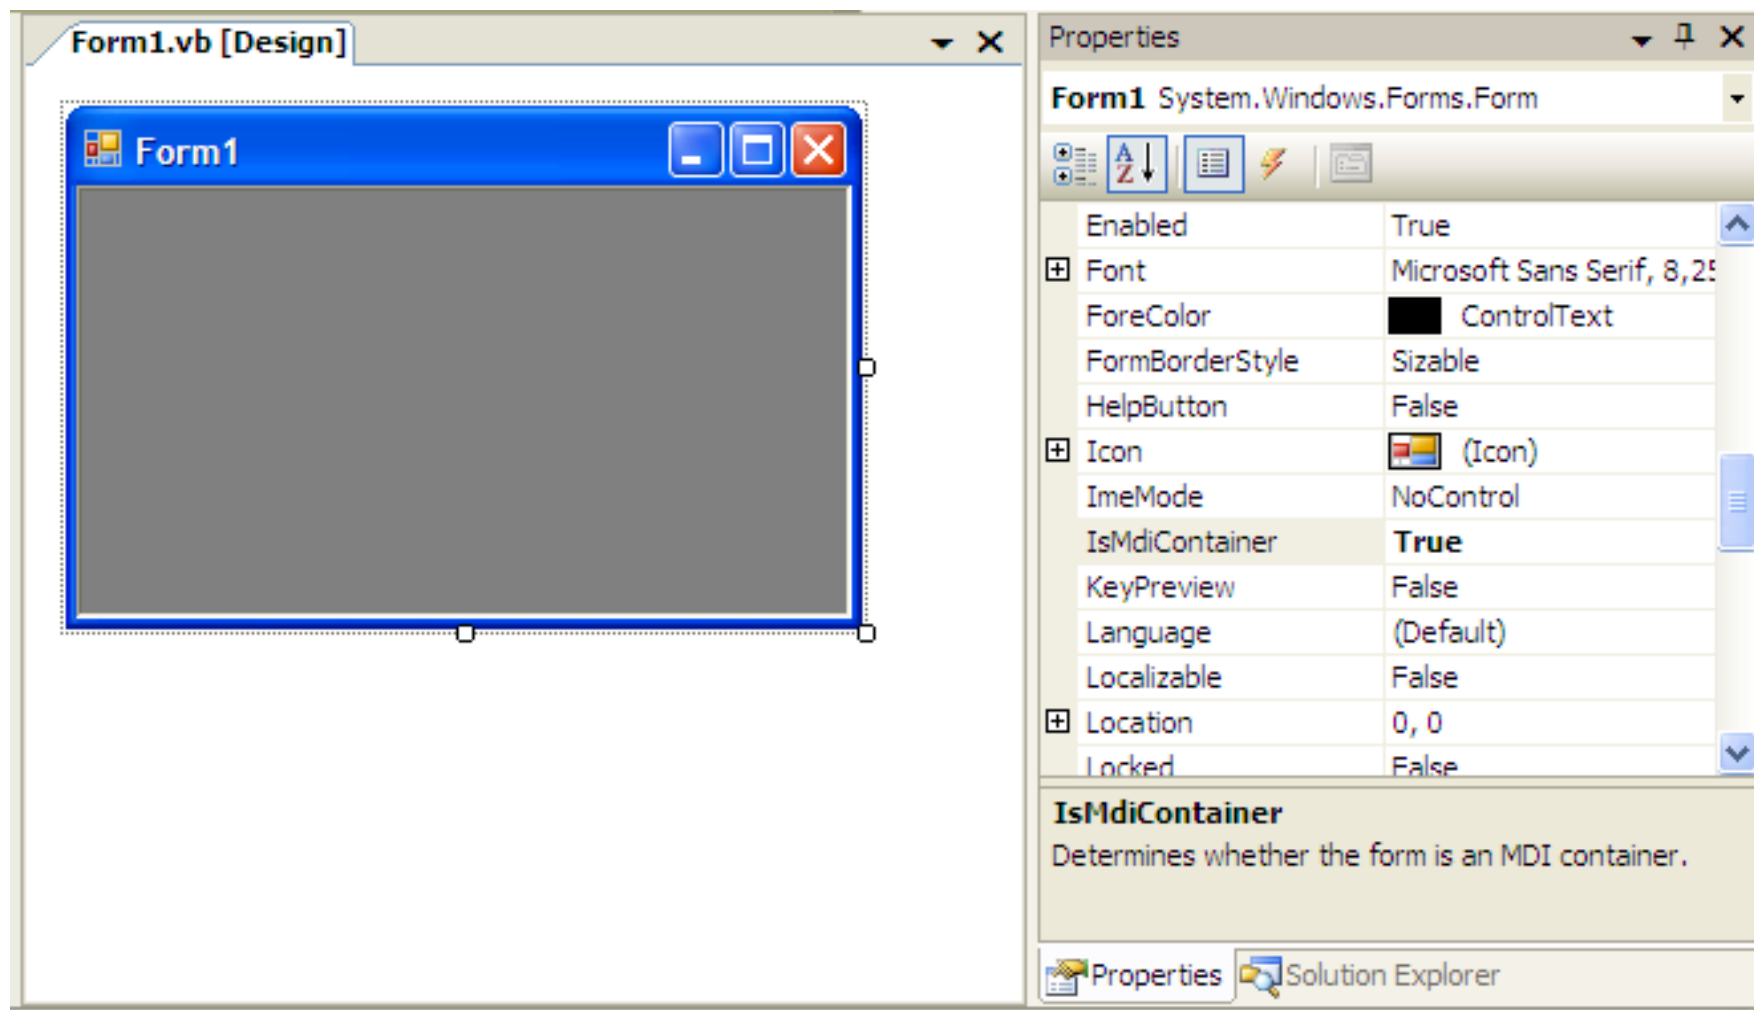 Form1.vb [Design]
Form1
Properties
Form1 System.Windows.Forms.Form
A
Z
Enabled True
Font Microsoft Sans Serif, 8,25
ForeColor ControlText
FormBorderStyle Sizable
HelpButton False
Icon (Icon)
ImeMode NoControl
IsMdiContainer True
KeyPreview False
Language (Default)
Localizable False
Location 0, 0
Locked False
IsMdiContainer
Determines whether the form is an MDI container.
Properties Solution Explorer